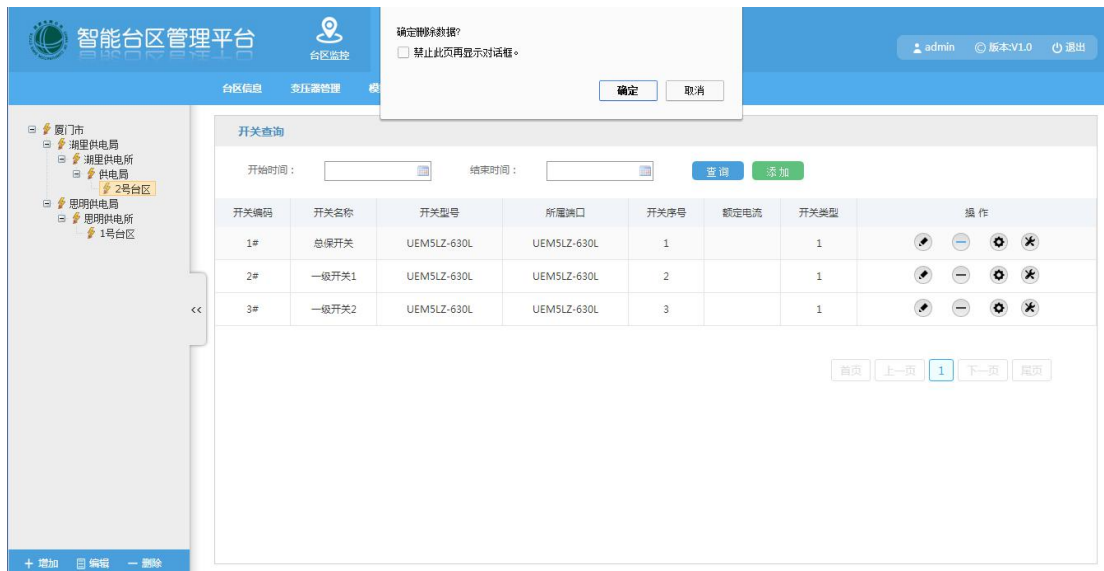 智能台区管理平台
台区监控
确定删除数据?
禁止此页再显示对话框。
确定 取消
admin ©版本:V1.0 退出
台区信息 变压器管理 模
厦门市
湖里供电局
湖里供电所
供电局
2号台区
思明供电局
思明供电所
1号台区
<<
+ 增加 编辑 — 删除
开关查询
开始时间: 结束时间: 查询 添加
开关编码 开关名称 开关型号 所属端口 开关序号 额定电流 开关类型 操作
1# 总保开关 UEM5LZ-630L UEM5LZ-630L 1 1
2# 一级开关1 UEM5LZ-630L UEM5LZ-630L 2 1
3# 一级开关2 UEM5LZ-630L UEM5LZ-630L 3 1
首页 上一页 1 下一页 尾页